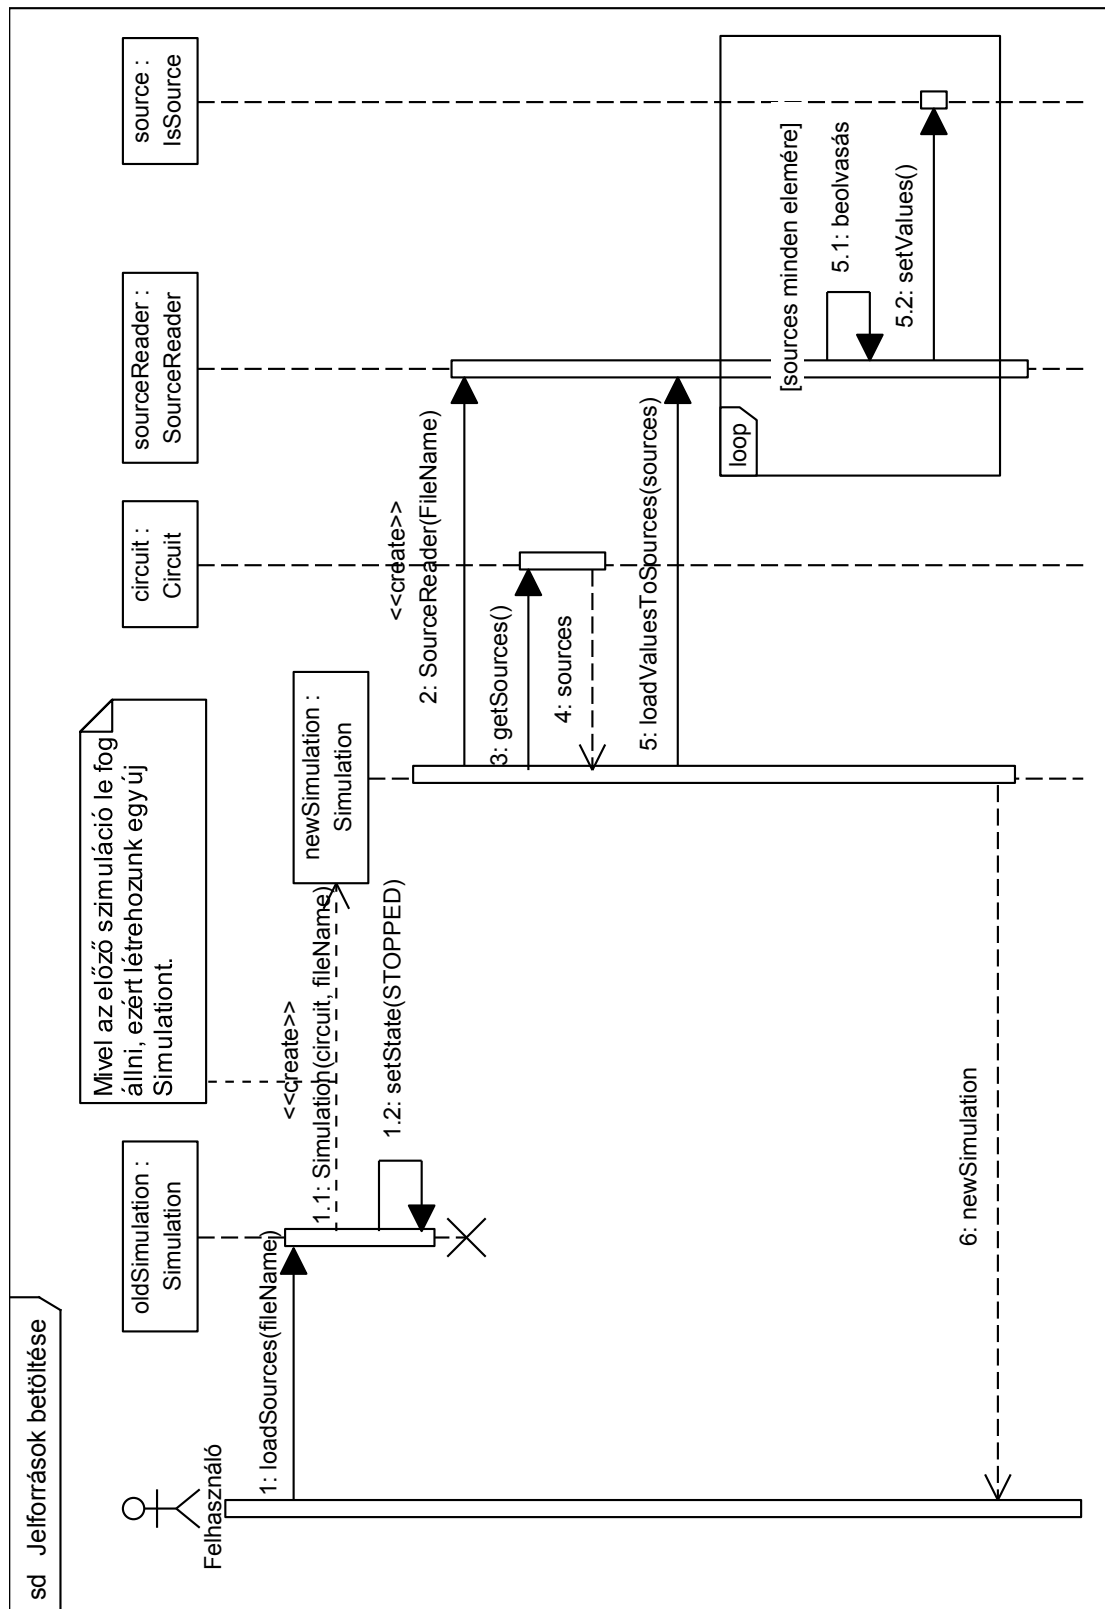 sd Jelforrások betöltése
Felhasználó
oldSimulation :
Simulation
Mivel az előző szimuláció le fog
állni, ezért létrehozunk egy új
Simulationt.
newSimulation :
Simulation
circuit :
Circuit
sourceReader :
SourceReader
source :
IsSource
1: loadSources(fileName)
<<create>>
1.1: Simulation(circuit, fileName)
1.2: setState(STOPPED)
<<create>>
2: SourceReader(FileName)
3: getSources()
4: sources
5: loadValuesToSources(sources)
loop
[sources minden elemére]
5.1: beolvasás
5.2: setValues()
6: newSimulation